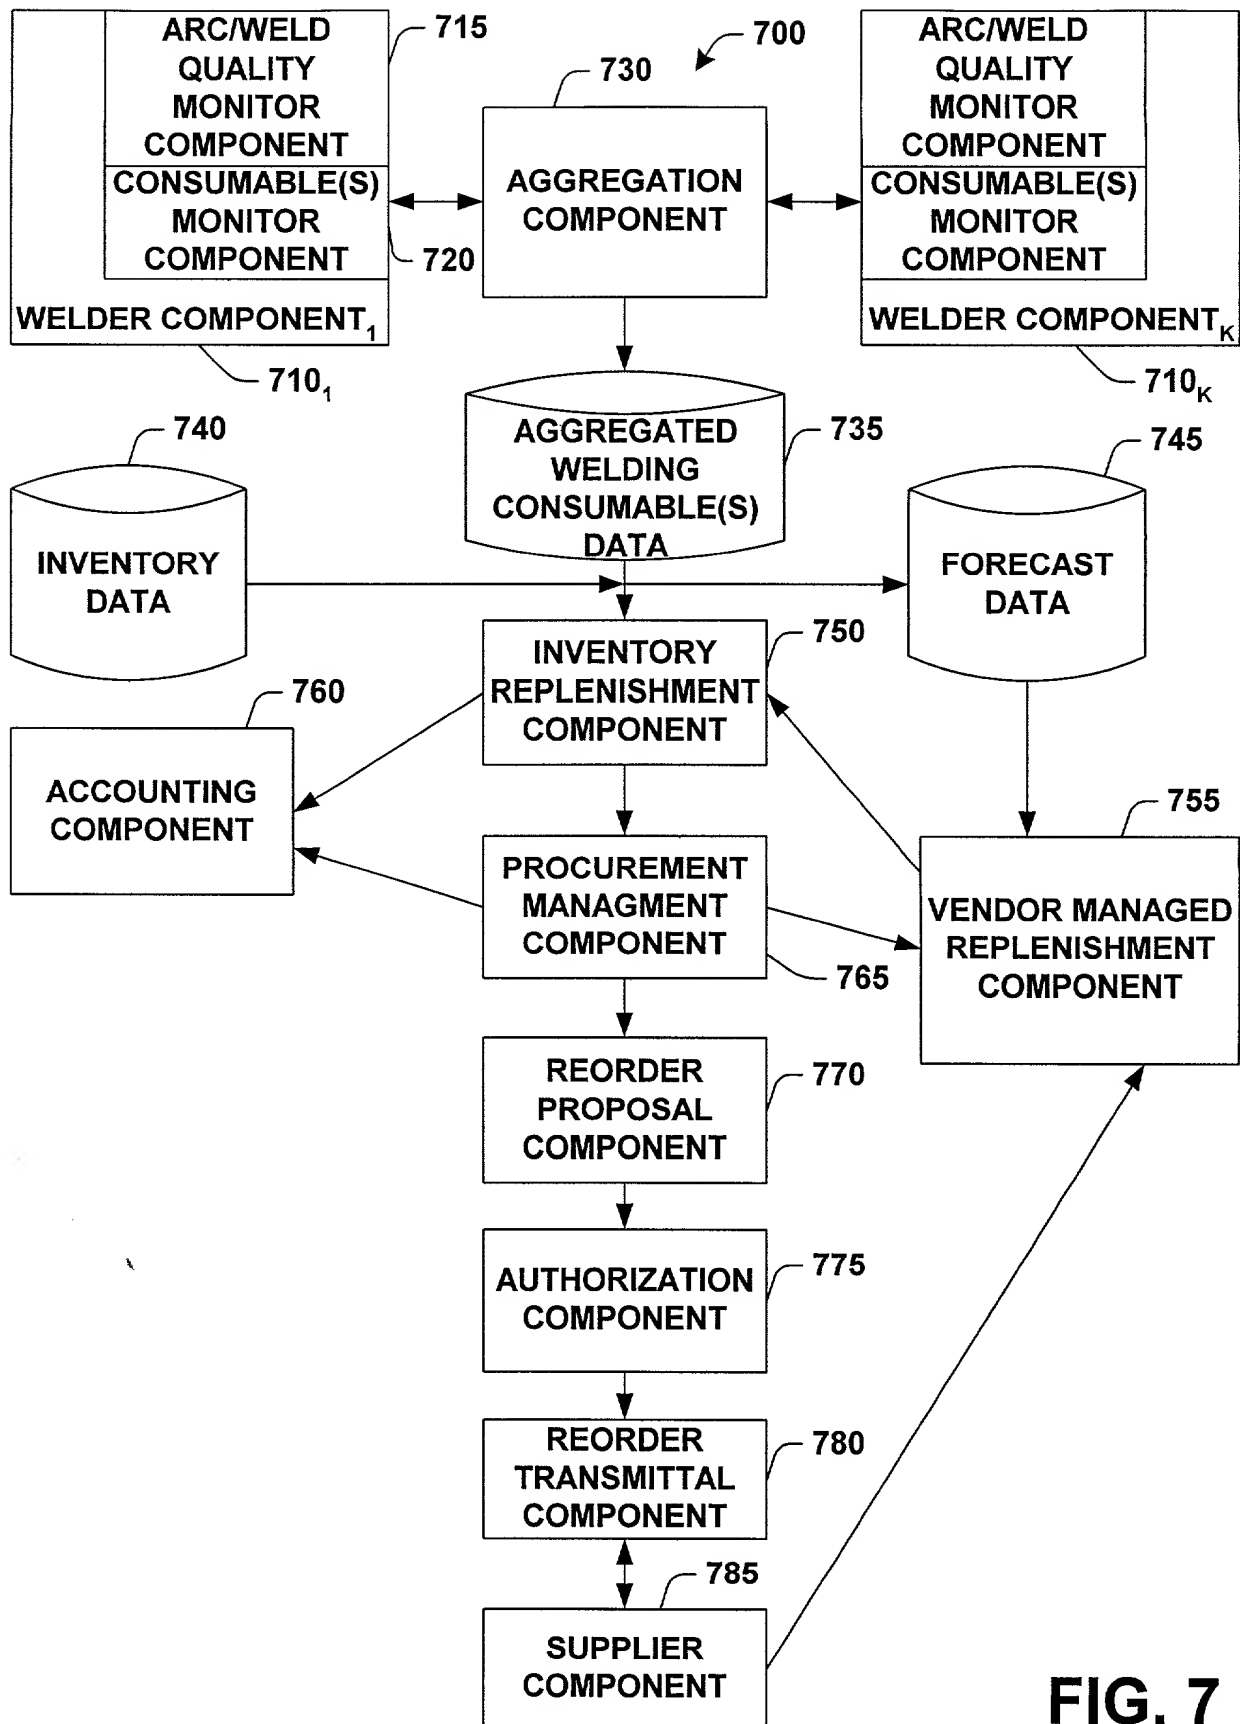 ARC/WELD
QUALITY
MONITOR
COMPONENT
715
CONSUMABLE(S)
MONITOR
COMPONENT
720
WELDER COMPONENT1
7101
700
730
AGGREGATION
COMPONENT
ARC/WELD
QUALITY
MONITOR
COMPONENT
CONSUMABLE(S)
MONITOR
COMPONENT
WELDER COMPONENTK
710K
740
INVENTORY
DATA
AGGREGATED
WELDING
CONSUMABLE(S)
DATA
735
745
FORECAST
DATA
INVENTORY
REPLENISHMENT
COMPONENT
750
760
ACCOUNTING
COMPONENT
PROCUREMENT
MANAGMENT
COMPONENT
765
755
VENDOR MANAGED
REPLENISHMENT
COMPONENT
REORDER
PROPOSAL
COMPONENT
770
AUTHORIZATION
COMPONENT
775
REORDER
TRANSMITTAL
COMPONENT
780
785
SUPPLIER
COMPONENT
FIG. 7